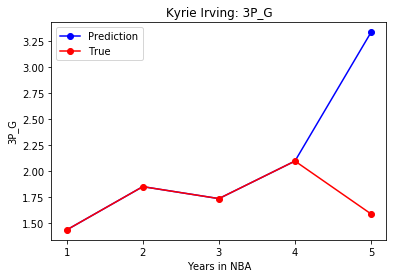 Kyrie Irving: 3P_G
Prediction
True
3P_G
3.25
3.00
2.75
2.50
2.25
2.00
1.75
1.50
1
2
3
4
5
Years in NBA